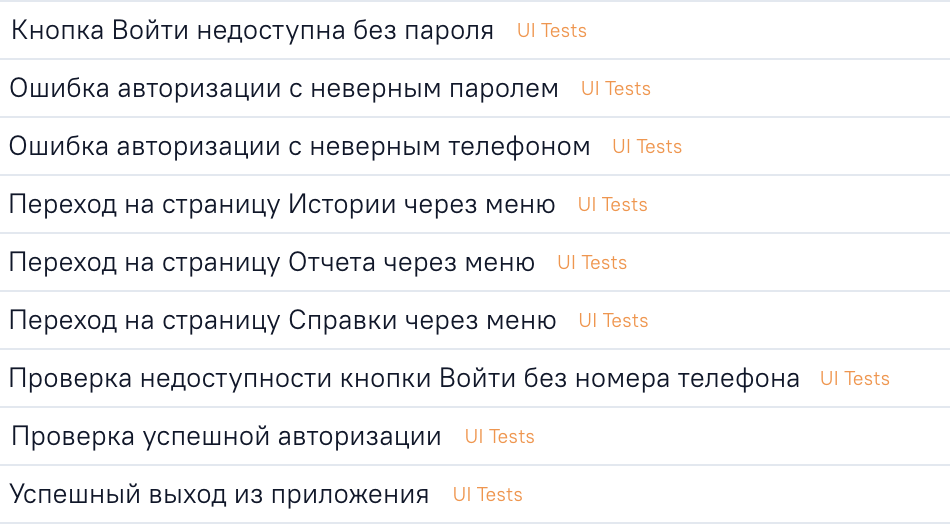 Кнопка Войти недоступна без пароля UI Tests
Ошибка авторизации с неверным паролем UI Tests
Ошибка авторизации с неверным телефоном UI Tests
Переход на страницу Истории через меню UI Tests
Переход на страницу Отчета через меню UI Tests
Переход на страницу Справки через меню UI Tests
Проверка недоступности кнопки Войти без номера телефона UI Tests
Проверка успешной авторизации UI Tests
Успешный выход из приложения UI Tests